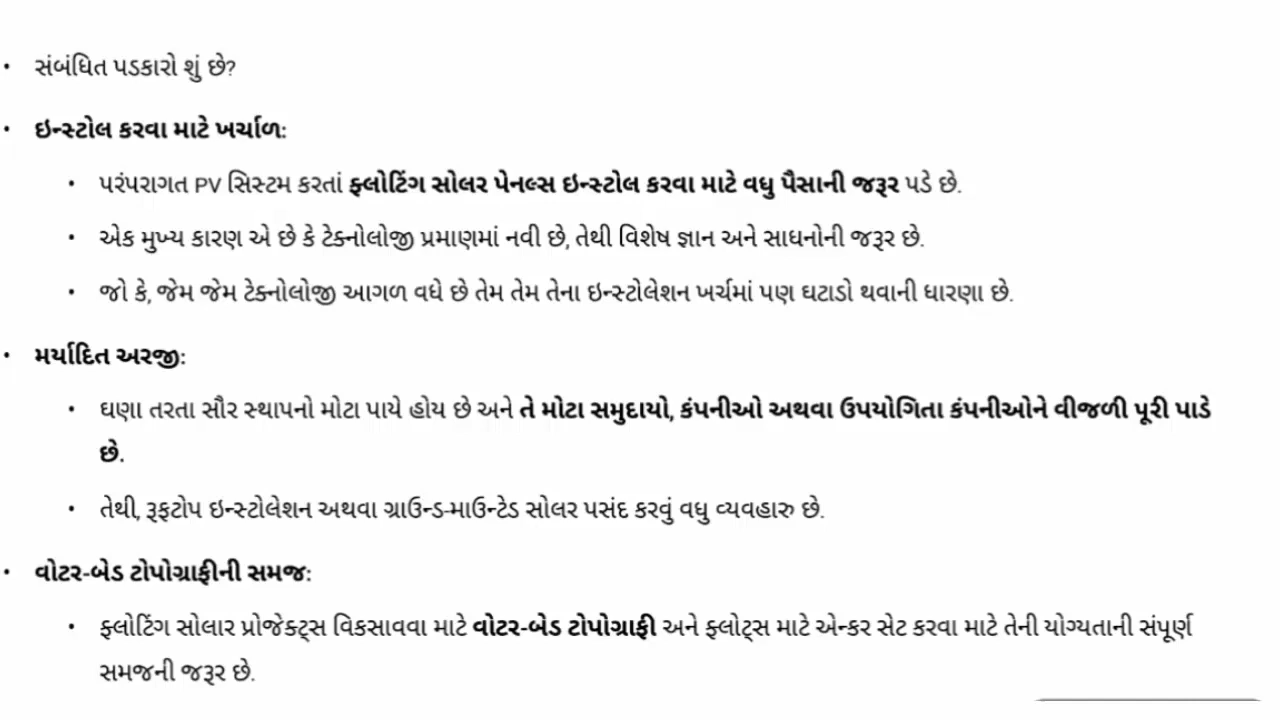 • સંબંધિત પડકારો શું છે?
• ઇન્સ્ટોલ કરવા માટે ખર્ચાળ:
• પરંપરાગત PV સિસ્ટમ કરતાં ફ્લોટિંગ સોલર પેનલ્સ ઇન્સ્ટોલ કરવા માટે વધુ પૈસાની જરૂર પડે છે.
• એક મુખ્ય કારણ એ છે કે ટેક્નોલોજી પ્રમાણમાં નવી છે, તેથી વિશેષ જ્ઞાન અને સાધનોની જરૂર છે.
• જો કે, જેમ જેમ ટેક્નોલોજી આગળ વધે છે તેમ તેમ તેના ઇન્સ્ટોલેશન ખર્ચમાં પણ ઘટાડો થવાની ધારણા છે.
• મર્યાદિત અરજી:
• ઘણા તરતા સૌર સ્થાપનો મોટા પાયે હોય છે અને તે મોટા સમુદાયો, કંપનીઓ અથવા ઉપયોગિતા કંપનીઓને વીજળી પૂરી પાડે
છે.
• તેથી, રૂફટોપ ઇન્સ્ટોલેશન અથવા ગ્રાઉન્ડ-માઉન્ટેડ સોલર પસંદ કરવું વધુ વ્યવહારુ છે.
• વોટર-બેડ ટોપોગ્રાફીની સમજ:
• ફ્લોટિંગ સોલાર પ્રોજેક્ટ્સ વિકસાવવા માટે વોટર-બેડ ટોપોગ્રાફી અને ફ્લોટ્સ માટે એન્કર સેટ કરવા માટે તેની યોગ્યતાની સંપૂર્ણ
સમજની જરૂર છે.